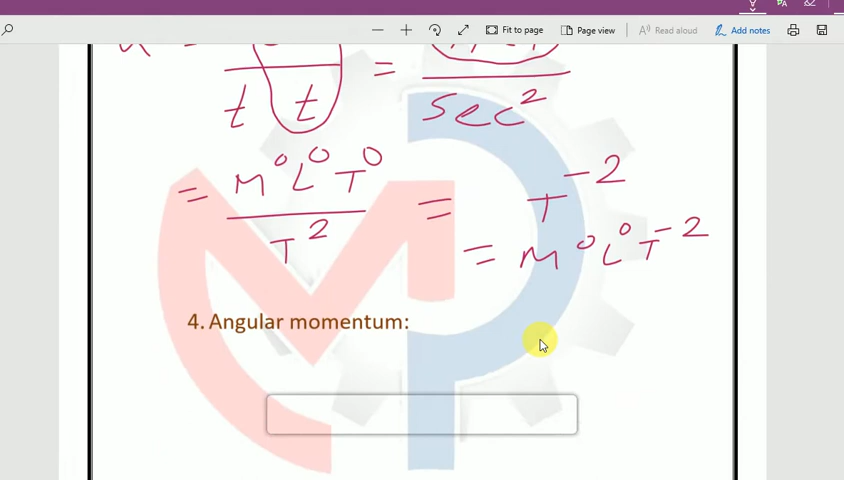 Fit to page Page view Read aloud Add notes
α =
t t = sec²
= M⁰L⁰T⁰ / T² = T⁻²
= M⁰L⁰T⁻²
4. Angular momentum: